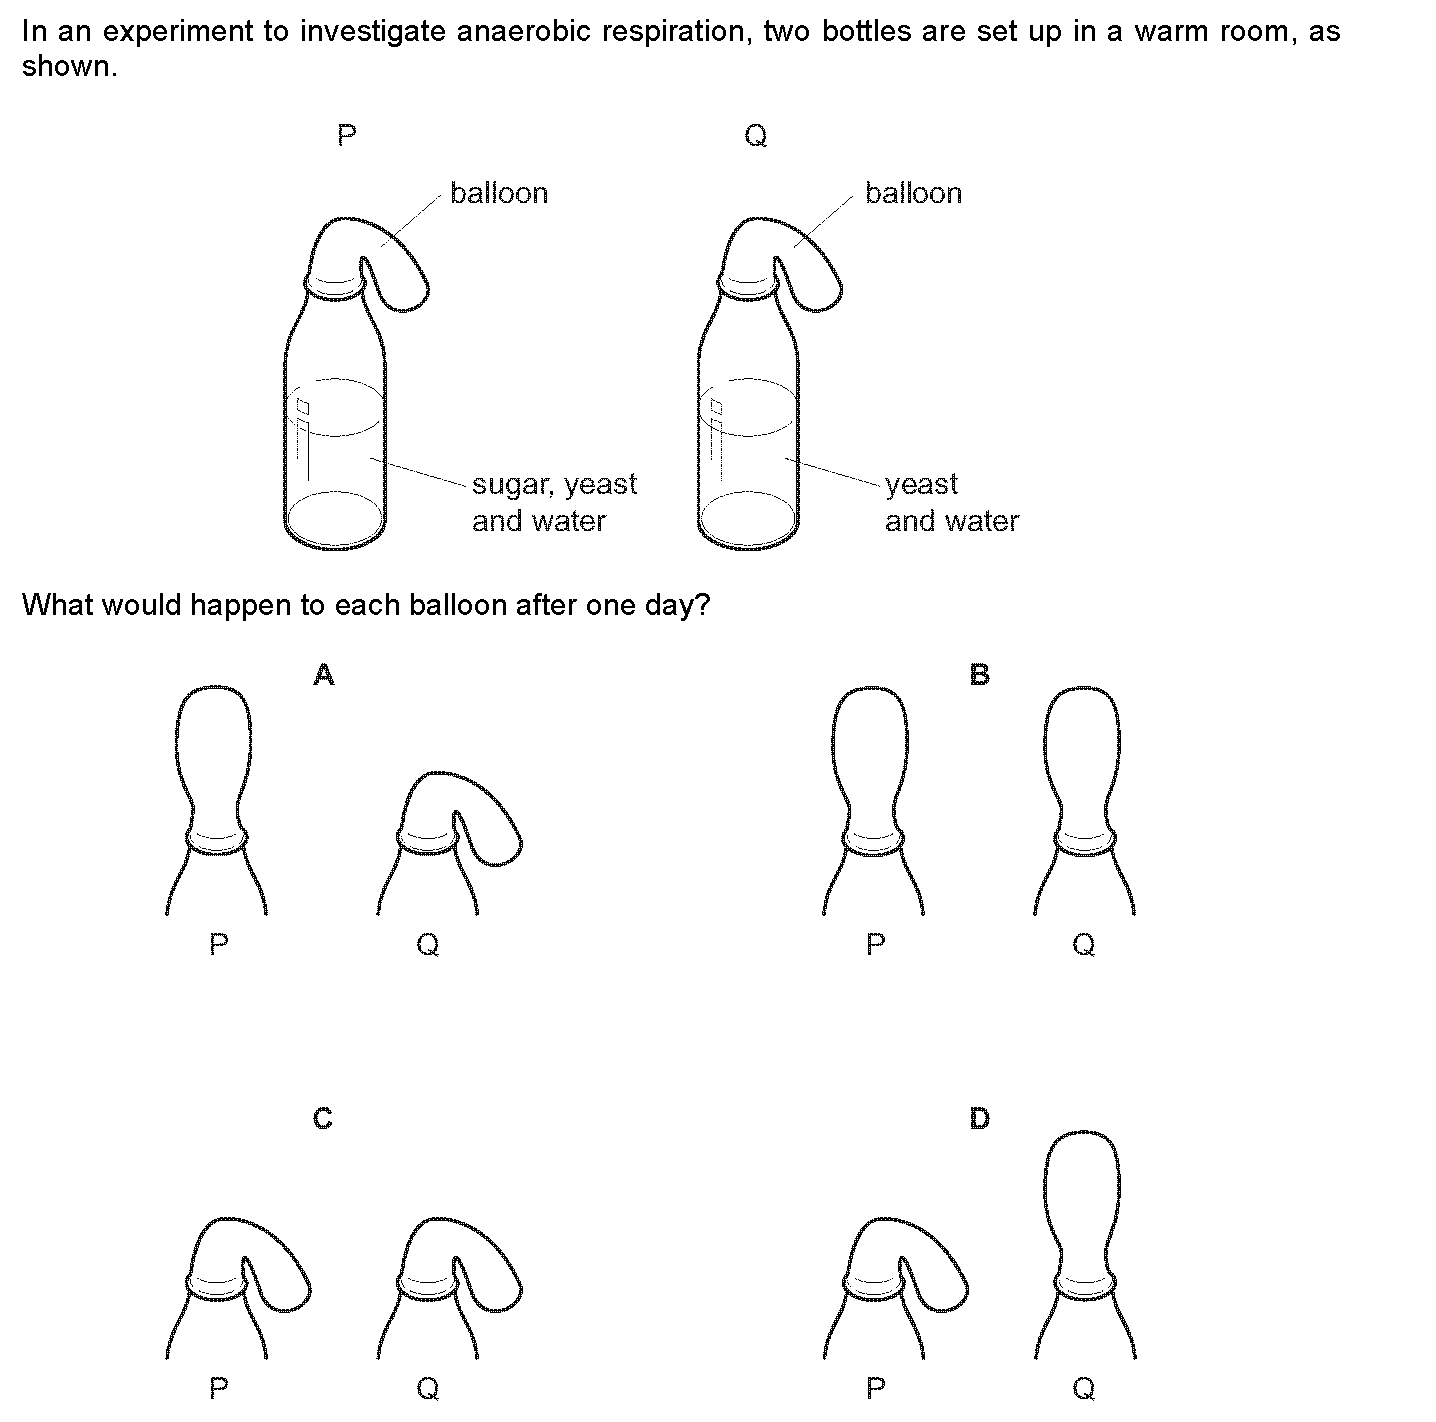 In an experiment to investigate anaerobic respiration, two bottles are set up in a warm room, as
shown.
P
Q
balloon
balloon
sugar, yeast
and water
yeast
and water
What would happen to each balloon after one day?
A
B
P
Q
P
Q
C
D
P
Q
P
Q